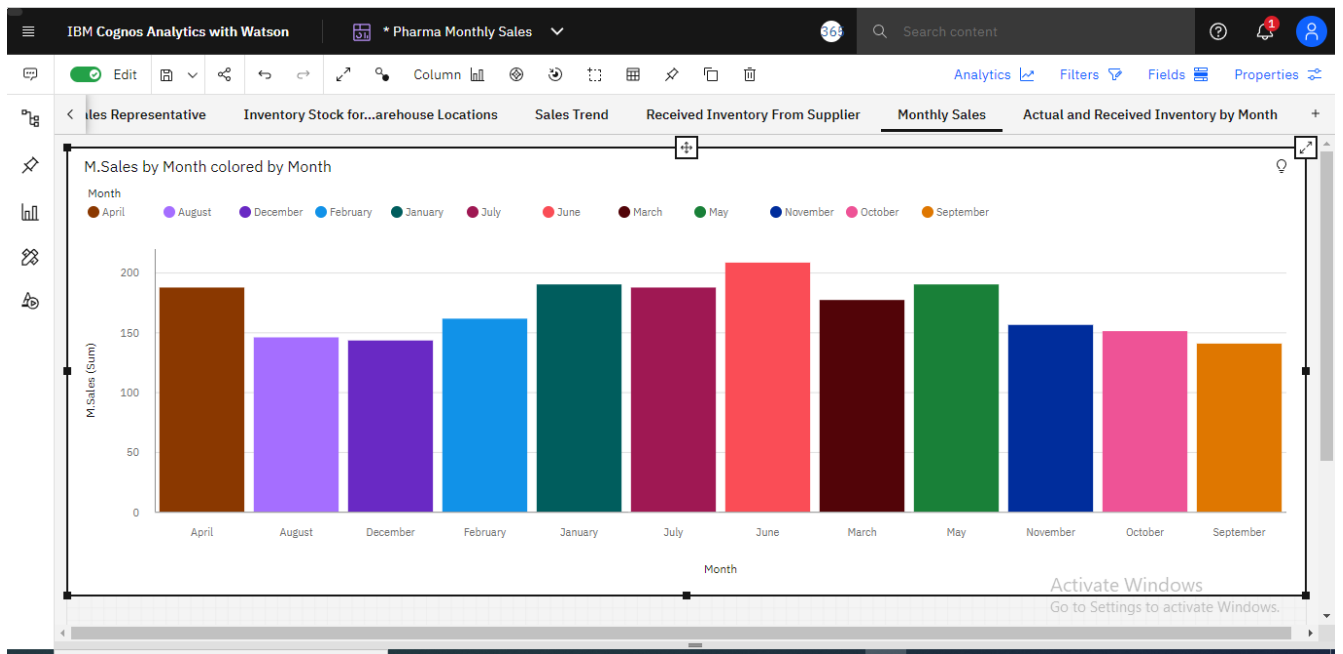 IBM Cognos Analytics with Watson
* Pharma Monthly Sales
365
Search content
1
Edit
Column
Analytics
Filters
Fields
Properties
Representative
Inventory Stock for...arehouse Locations
Sales Trend
Received Inventory From Supplier
Monthly Sales
Actual and Received Inventory by Month
+
M.Sales by Month colored by Month
Month
April August December February January July June March May November October September
200
150
100
50
0
M.Sales (Sum)
April August December February January July June March May November October September
Month
Activate Windows
Go to Settings to activate Windows.